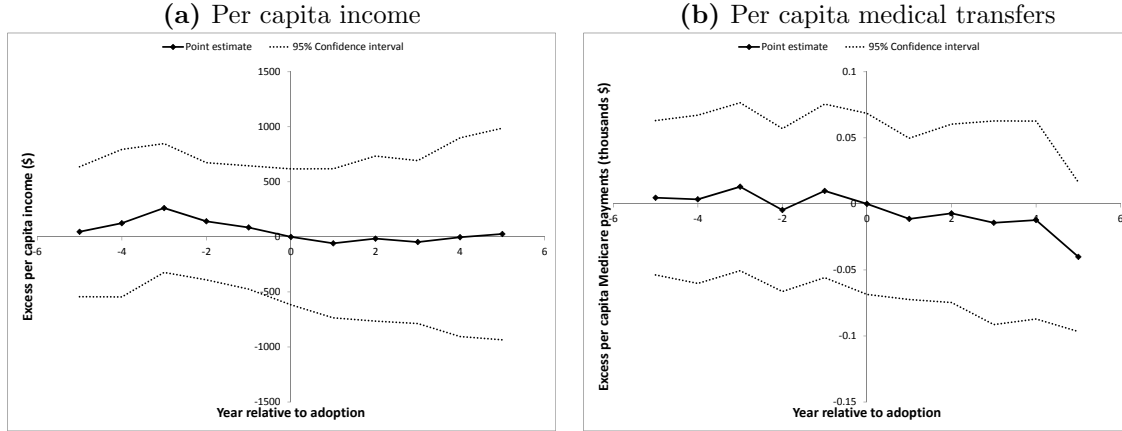 (a) Per capita income
Point estimate 95% Confidence interval
1500
1000
500
0
-500
-1000
-1500
-6 -4 -2 0 2 4 6
Excess per capita income ($)
Year relative to adoption
(b) Per capita medical transfers
Point estimate 95% Confidence interval
0.1
0.05
0
-0.05
-0.1
-0.15
-6 -4 -2 0 2 4 6
Excess per capita Medicare payments (thousands $)
Year relative to adoption